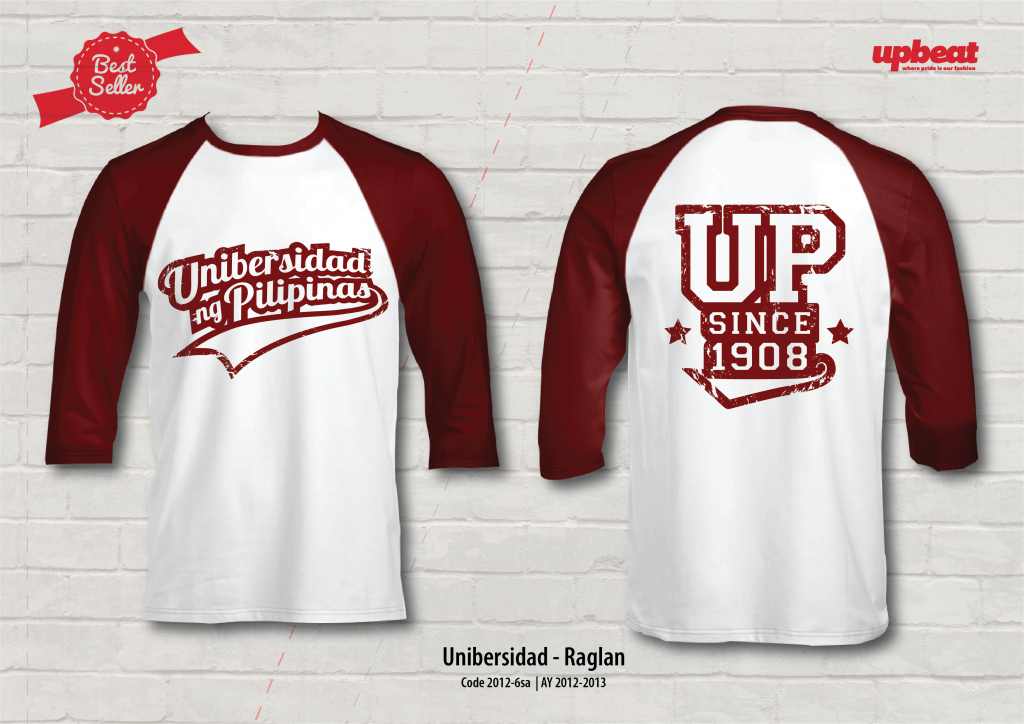 Best
Seller
upbeat
where pride is our fashion
Unibersidad
ng Pilipinas
UP
SINCE
1908
Unibersidad - Raglan
Code 2012-6sa | AY 2012-2013